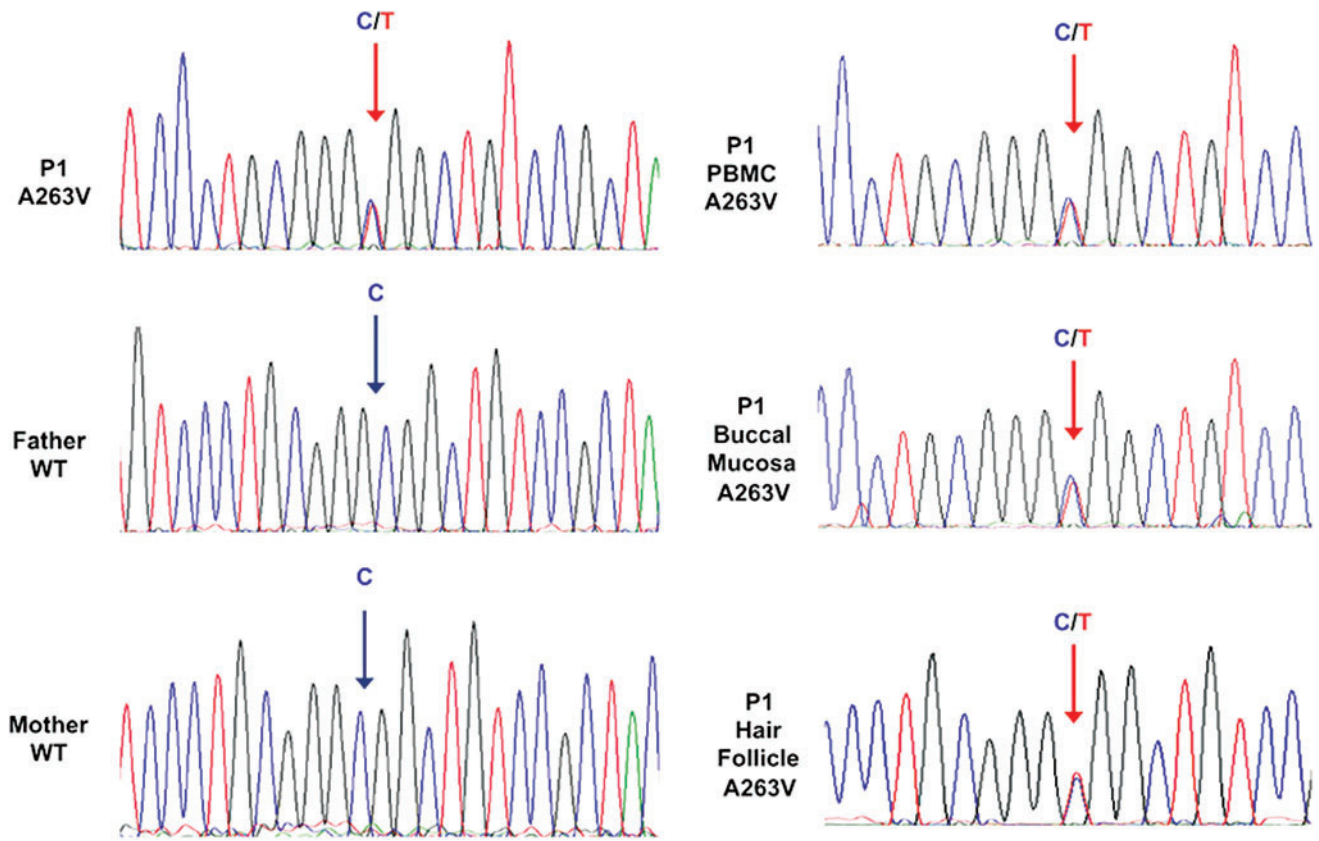 C/T
P1
A263V
C
Father
WT
C
Mother
WT
C/T
P1
PBMC
A263V
C/T
P1
Buccal
Mucosa
A263V
C/T
P1
Hair
Follicle
A263V